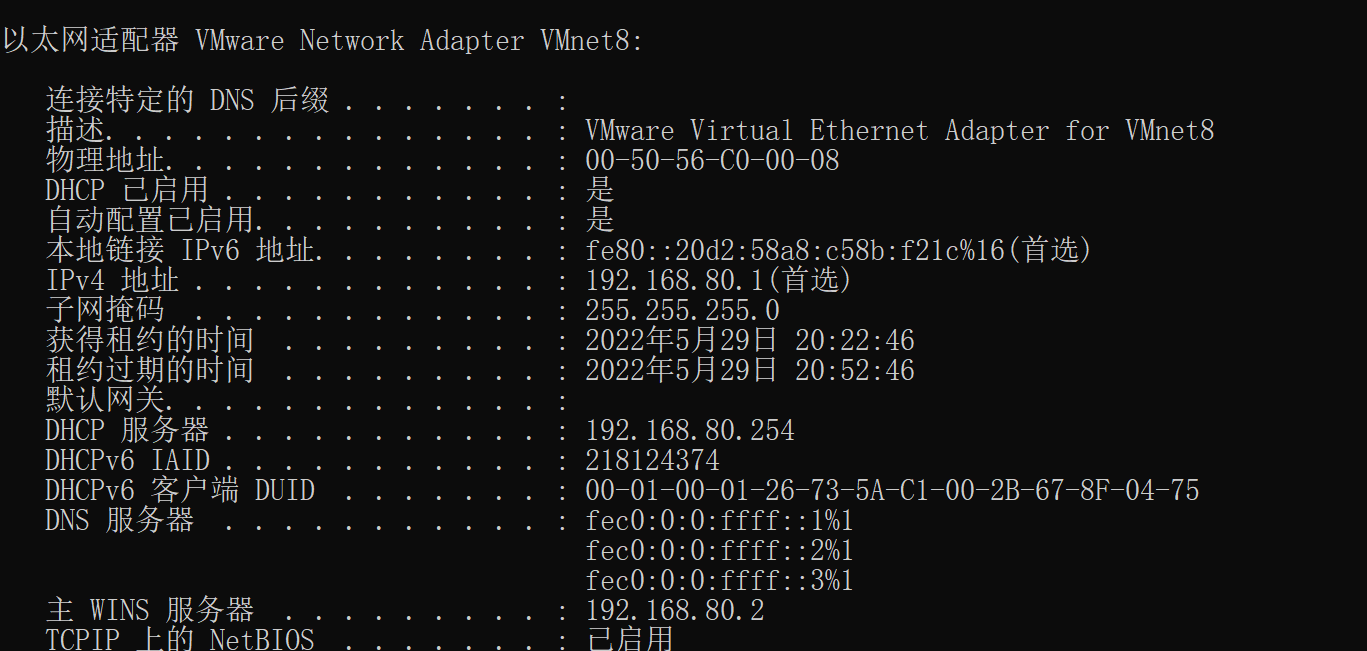 以太网适配器 VMware Network Adapter VMnet8:
连接特定的 DNS 后缀 . . . . . . . :
描述. . . . . . . . . . . . . . . : VMware Virtual Ethernet Adapter for VMnet8
物理地址. . . . . . . . . . . . . : 00-50-56-C0-00-08
DHCP 已启用 . . . . . . . . . . . : 是
自动配置已启用. . . . . . . . . . : 是
本地链接 IPv6 地址. . . . . . . . : fe80::20d2:58a8:c58b:f21c%16(首选)
IPv4 地址 . . . . . . . . . . . . : 192.168.80.1(首选)
子网掩码  . . . . . . . . . . . . : 255.255.255.0
获得租约的时间  . . . . . . . . . : 2022年5月29日 20:22:46
租约过期的时间  . . . . . . . . . : 2022年5月29日 20:52:46
默认网关. . . . . . . . . . . . . :
DHCP 服务器 . . . . . . . . . . . : 192.168.80.254
DHCPv6 IAID . . . . . . . . . . . : 218124374
DHCPv6 客户端 DUID  . . . . . . . : 00-01-00-01-26-73-5A-C1-00-2B-67-8F-04-75
DNS 服务器  . . . . . . . . . . . : fec0:0:0:ffff::1%1
fec0:0:0:ffff::2%1
fec0:0:0:ffff::3%1
主 WINS 服务器  . . . . . . . . . : 192.168.80.2
TCPIP 上的 NetBIOS  . . . . . . . : 已启用